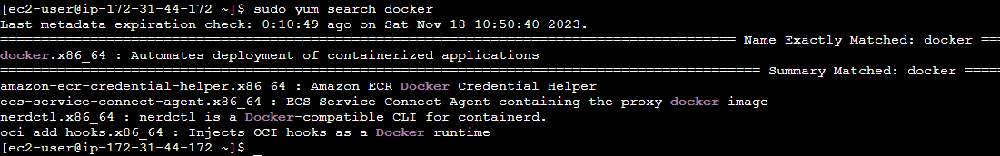 [ec2-user@ip-172-31-44-172 ~]$ sudo yum search docker
Last metadata expiration check: 0:10:49 ago on Sat Nov 18 10:50:40 2023.
========================================================================================== Name Exactly Matched: docker ===
docker.x86_64 : Automates deployment of containerized applications
============================================================================================= Summary Matched: docker =====
amazon-ecr-credential-helper.x86_64 : Amazon ECR Docker Credential Helper
ecs-service-connect-agent.x86_64 : ECS Service Connect Agent containing the proxy docker image
nerdctl.x86_64 : nerdctl is a Docker-compatible CLI for containerd.
oci-add-hooks.x86_64 : Injects OCI hooks as a Docker runtime
[ec2-user@ip-172-31-44-172 ~]$